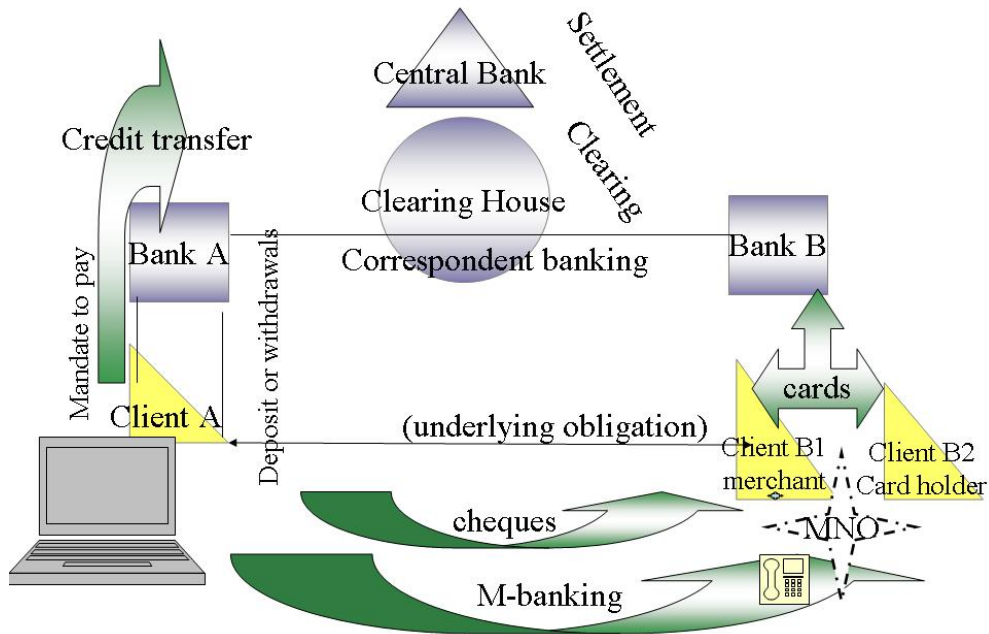 Settlement
Central Bank
Credit transfer
Clearing
Clearing House
Bank A
Bank B
Correspondent banking
Mandate to pay
Deposit or withdrawals
cards
Client A
(underlying obligation)
Client B1
merchant
Client B2
Card holder
cheques
MNO
M-banking